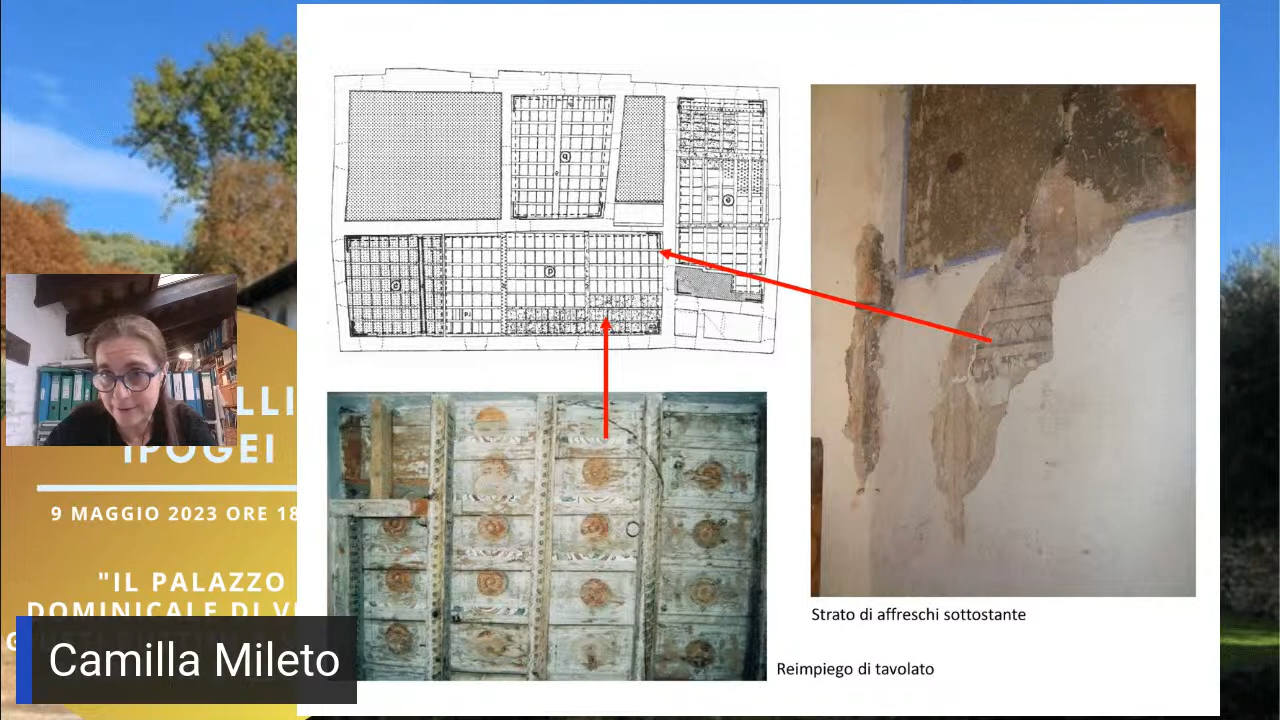 LLI
IPOGEI
9 MAGGIO 2023 ORE 18
"IL PALAZZO
DOMINICALE DI
Camilla Mileto
Strato di affreschi sottostante
Reimpiego di tavolato